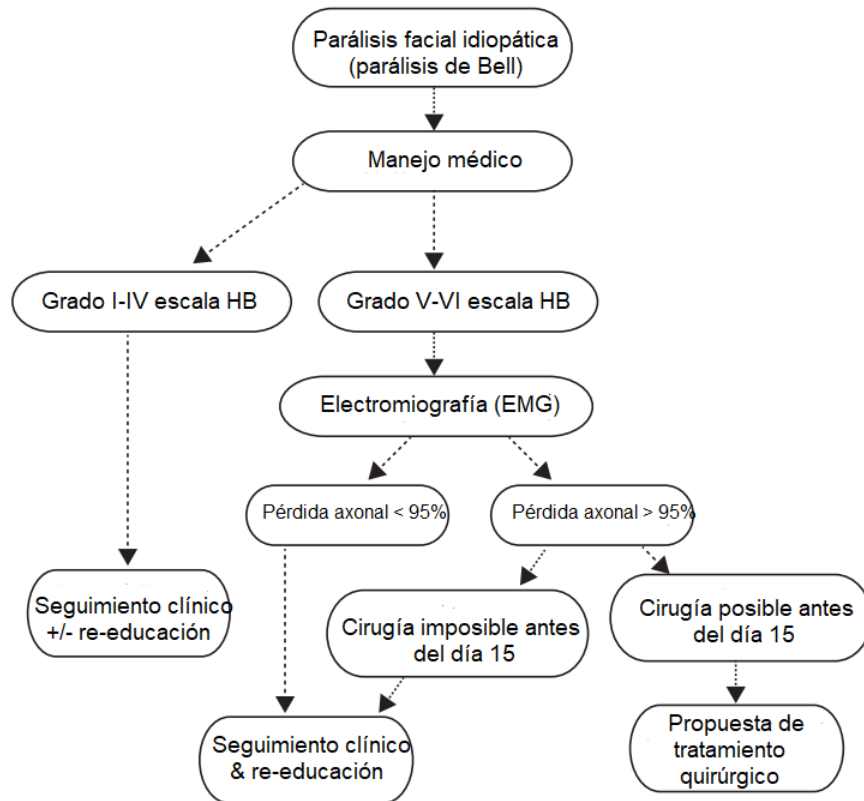 Parálisis facial idiopática
(parálisis de Bell)
Manejo médico
Grado I-IV escala HB
Grado V-VI escala HB
Electromiografía (EMG)
Pérdida axonal < 95%
Pérdida axonal > 95%
Seguimiento clínico
+/- re-educación
Cirugía imposible antes
del día 15
Cirugía posible antes
del día 15
Seguimiento clínico
& re-educación
Propuesta de
tratamiento
quirúrgico